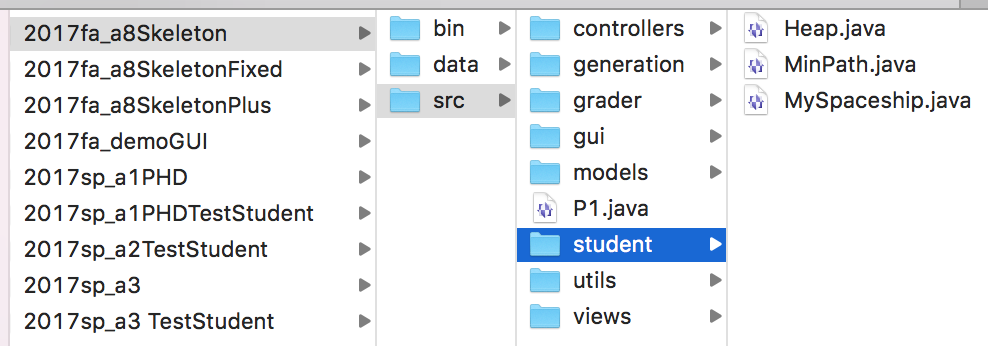 2017fa_a8Skeleton
2017fa_a8SkeletonFixed
2017fa_a8SkeletonPlus
2017fa_demoGUI
2017sp_a1PHD
2017sp_a1PHDTestStudent
2017sp_a2TestStudent
2017sp_a3
2017sp_a3 TestStudent
bin
data
src
controllers
generation
grader
gui
models
P1.java
student
utils
views
Heap.java
MinPath.java
MySpaceship.java